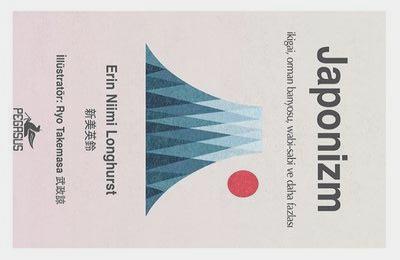 Japonizm
ikigai, orman banyosu, wabi-sabi ve daha fazlası
Erin Niimi Longhurst
新美英鈴
İllüstratör: Ryo Takemasa 武政諒
PEGASUS